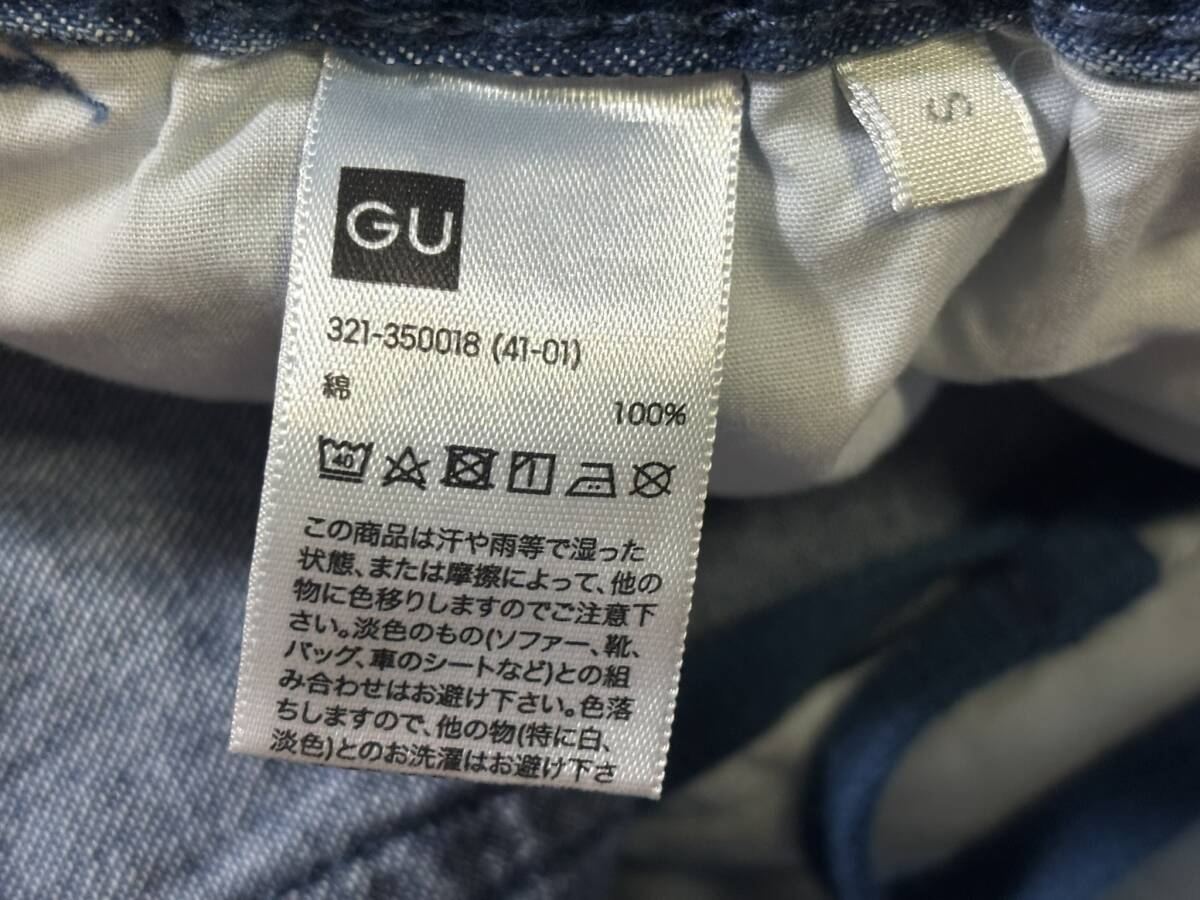 S
GU
321-350018 (41-01)
綿 100%
40
この商品は汗や雨等で湿った
状態、または摩擦によって、他の
物に色移りしますのでご注意下
さい。淡色のもの(ソファー、靴、
バッグ、車のシートなど)との組
み合わせはお避け下さい。色落
ちしますので、他の物(特に白、
淡色)とのお洗濯はお避け下さ